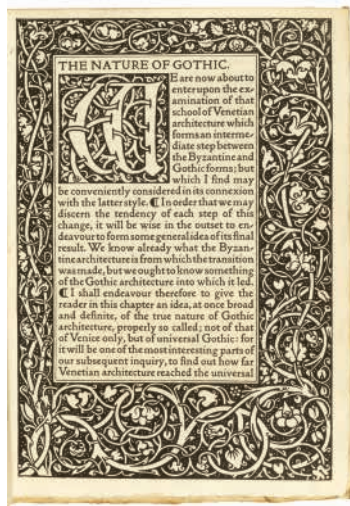 THE NATURE OF GOTHIC.
WE are now about to
enter upon the ex-
amination of that
school of Venetian
architecture which
forms an interme-
diate step between
the Byzantine and
Gothic forms; but
which I find may
be conveniently considered in its connexion
with the latter style. ¶ In order that we may
discern the tendency of each step of this
change, it will be wise in the outset to en-
deavour to form some general idea of its final
result. We know already what the Byzan-
tine architecture is from which the transition
was made, but we ought to know something
of the Gothic architecture into which it led.
¶ I shall endeavour therefore to give the
reader in this chapter an idea, at once broad
and definite, of the true nature of Gothic
architecture, properly so called; not of that
of Venice only, but of universal Gothic: for
it will be one of the most interesting parts of
our subsequent inquiry, to find out how far
Venetian architecture reached the universal